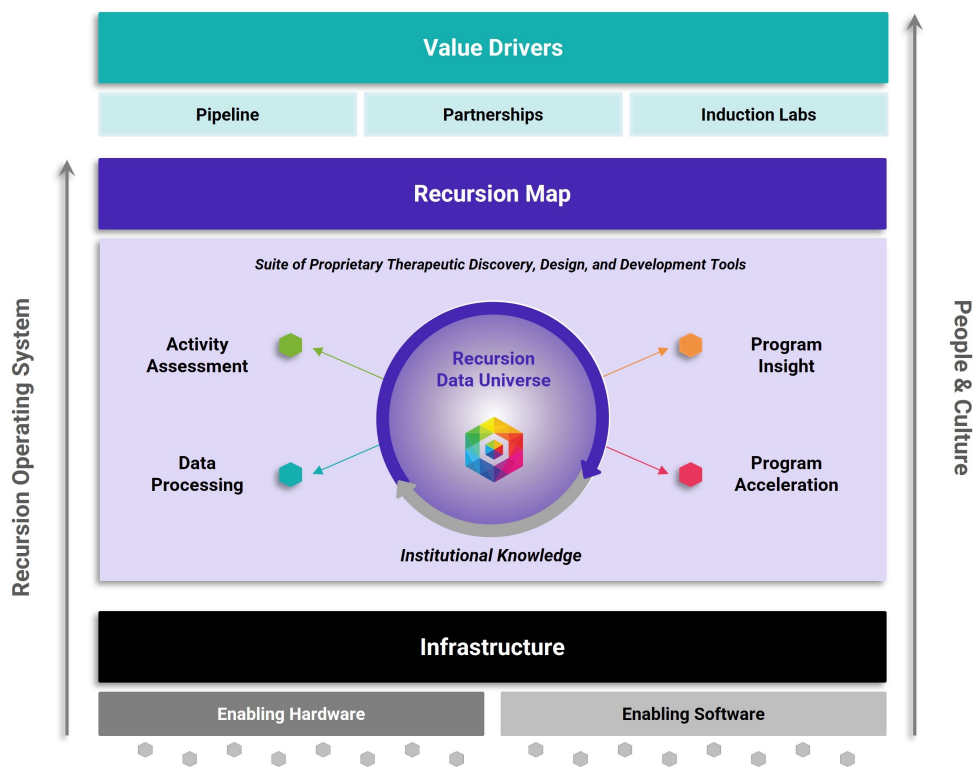 Value Drivers
Pipeline
Partnerships
Induction Labs
Recursion Map
Suite of Proprietary Therapeutic Discovery, Design, and Development Tools
Activity
Assessment
Recursion
Data Universe
Program
Insight
Data
Processing
Program
Acceleration
Institutional Knowledge
Infrastructure
Enabling Hardware
Enabling Software
Recursion Operating System
People & Culture